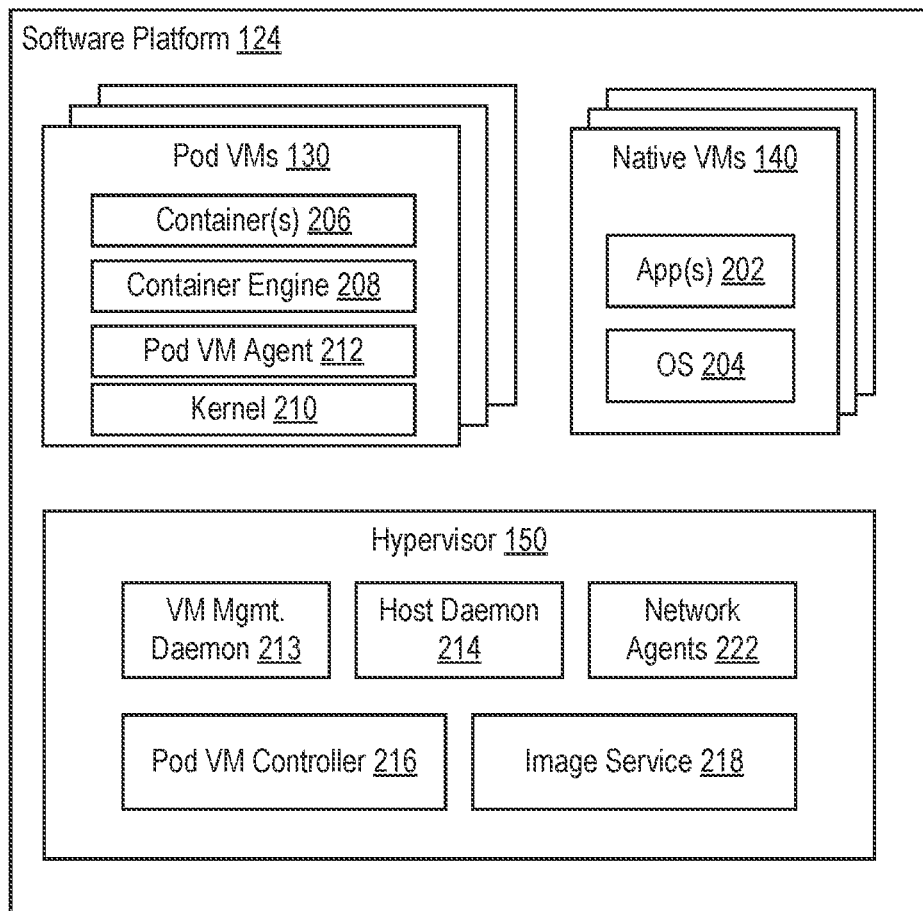 Software Platform 124
Pod VMs 130
Container(s) 206
Container Engine 208
Pod VM Agent 212
Kernel 210
Native VMs 140
App(s) 202
OS 204
Hypervisor 150
VM Mgmt.
Daemon 213
Host Daemon
214
Network
Agents 222
Pod VM Controller 216
Image Service 218